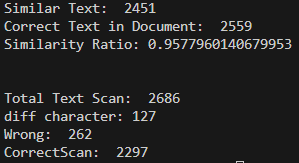 Similar Text:  2451
Correct Text in Document:  2559
Similarity Ratio: 0.9577960140679953
Total Text Scan:  2686
diff character: 127
Wrong:  262
CorrectScan:  2297